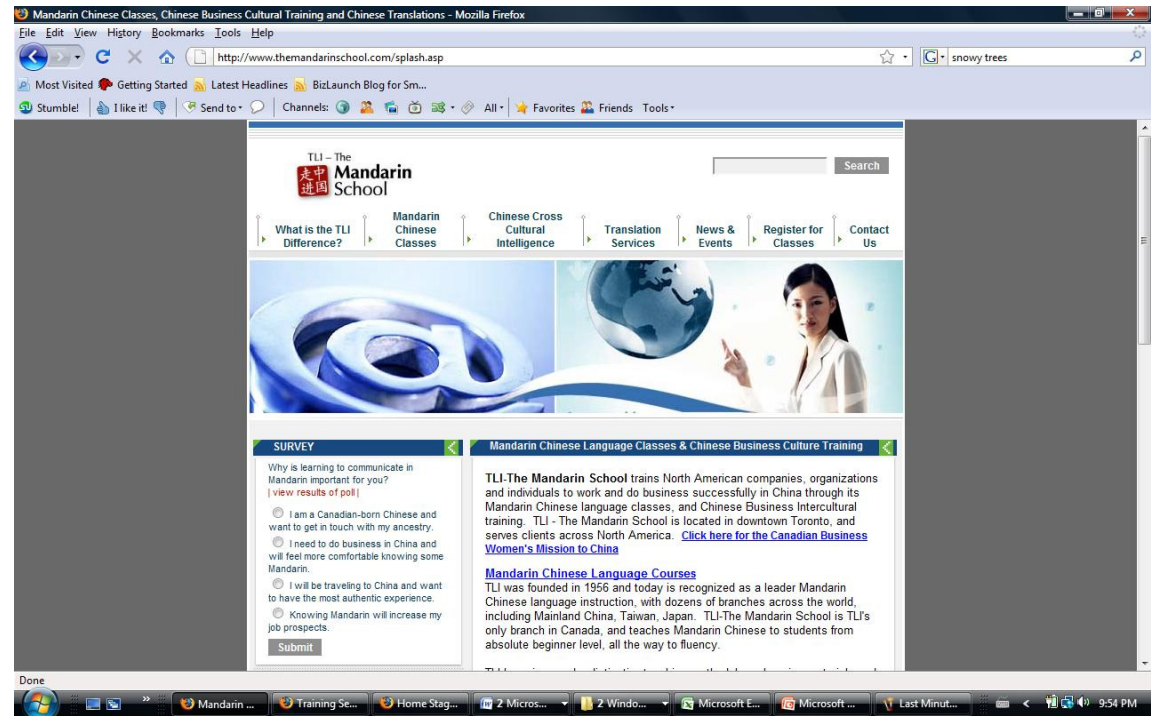 Mandarin Chinese Classes, Chinese Business Cultural Training and Chinese Translations - Mozilla Firefox
File Edit View History Bookmarks Tools Help
http://www.themandarinschool.com/splash.asp
G snowy trees
Most Visited Getting Started Latest Headlines BizLaunch Blog for Sm...
Stumble! I like it! Send to Channels: All Favorites Friends Tools
TLI – The
走中 Mandarin
进国 School
Search
What is the TLI Difference?
Mandarin Chinese Classes
Chinese Cross Cultural Intelligence
Translation Services
News & Events
Register for Classes
Contact Us
SURVEY
Why is learning to communicate in
Mandarin important for you?
| view results of poll |
I am a Canadian-born Chinese and
want to get in touch with my ancestry.
I need to do business in China and
will feel more comfortable knowing some
Mandarin.
I will be traveling to China and want
to have the most authentic experience.
Knowing Mandarin will increase my
job prospects.
Submit
Mandarin Chinese Language Classes & Chinese Business Culture Training
TLI-The Mandarin School trains North American companies, organizations
and individuals to work and do business successfully in China through its
Mandarin Chinese language classes, and Chinese Business Intercultural
training. TLI - The Mandarin School is located in downtown Toronto, and
serves clients across North America. Click here for the Canadian Business
Women's Mission to China
Mandarin Chinese Language Courses
TLI was founded in 1956 and today is recognized as a leader Mandarin
Chinese language instruction, with dozens of branches across the world,
including Mainland China, Taiwan, Japan. TLI-The Mandarin School is TLI's
only branch in Canada, and teaches Mandarin Chinese to students from
absolute beginner level, all the way to fluency.
Done
Mandarin ... Training Se... Home Stag... 2 Micros... 2 Windo... Microsoft E... Microsoft ... Last Minut... 9:54 PM